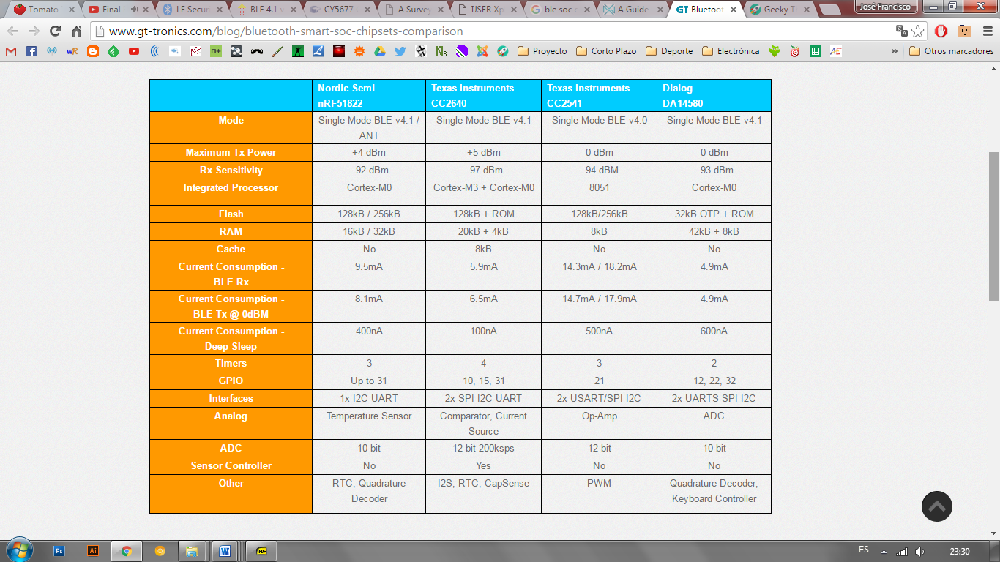 Tomato
Final
LE Secur
BLE 4.1 v
CY5677
A Survey
IJSER Xp
ble soc c
A Guide
GT Bluetoot
Geeky Th
José Francisco
www.gt-tronics.com/blog/bluetooth-smart-soc-chipsets-comparison
Proyecto Corto Plazo Deporte Electrónica AE » Otros marcadores
Nordic Semi nRF51822
Texas Instruments CC2640
Texas Instruments CC2541
Dialog DA14580
Mode
Single Mode BLE v4.1 / ANT
Single Mode BLE v4.1
Single Mode BLE v4.0
Single Mode BLE v4.1
Maximum Tx Power +4 dBm +5 dBm 0 dBm 0 dBm
Rx Sensitivity - 92 dBm - 97 dBm - 94 dBM - 93 dBm
Integrated Processor Cortex-M0 Cortex-M3 + Cortex-M0 8051 Cortex-M0
Flash 128kB / 256kB 128kB + ROM 128kB/256kB 32kB OTP + ROM
RAM 16kB / 32kB 20kB + 4kB 8kB 42kB + 8kB
Cache No 8kB No No
Current Consumption - BLE Rx 9.5mA 5.9mA 14.3mA / 18.2mA 4.9mA
Current Consumption - BLE Tx @ 0dBM 8.1mA 6.5mA 14.7mA / 17.9mA 4.9mA
Current Consumption - Deep Sleep 400nA 100nA 500nA 600nA
Timers 3 4 3 2
GPIO Up to 31 10, 15, 31 21 12, 22, 32
Interfaces 1x I2C UART 2x SPI I2C UART 2x USART/SPI I2C 2x UARTS SPI I2C
Analog Temperature Sensor Comparator, Current Source Op-Amp ADC
ADC 10-bit 12-bit 200ksps 12-bit 10-bit
Sensor Controller No Yes No No
Other RTC, Quadrature Decoder I2S, RTC, CapSense PWM Quadrature Decoder, Keyboard Controller
Ps Ai W PDF ES 23:30